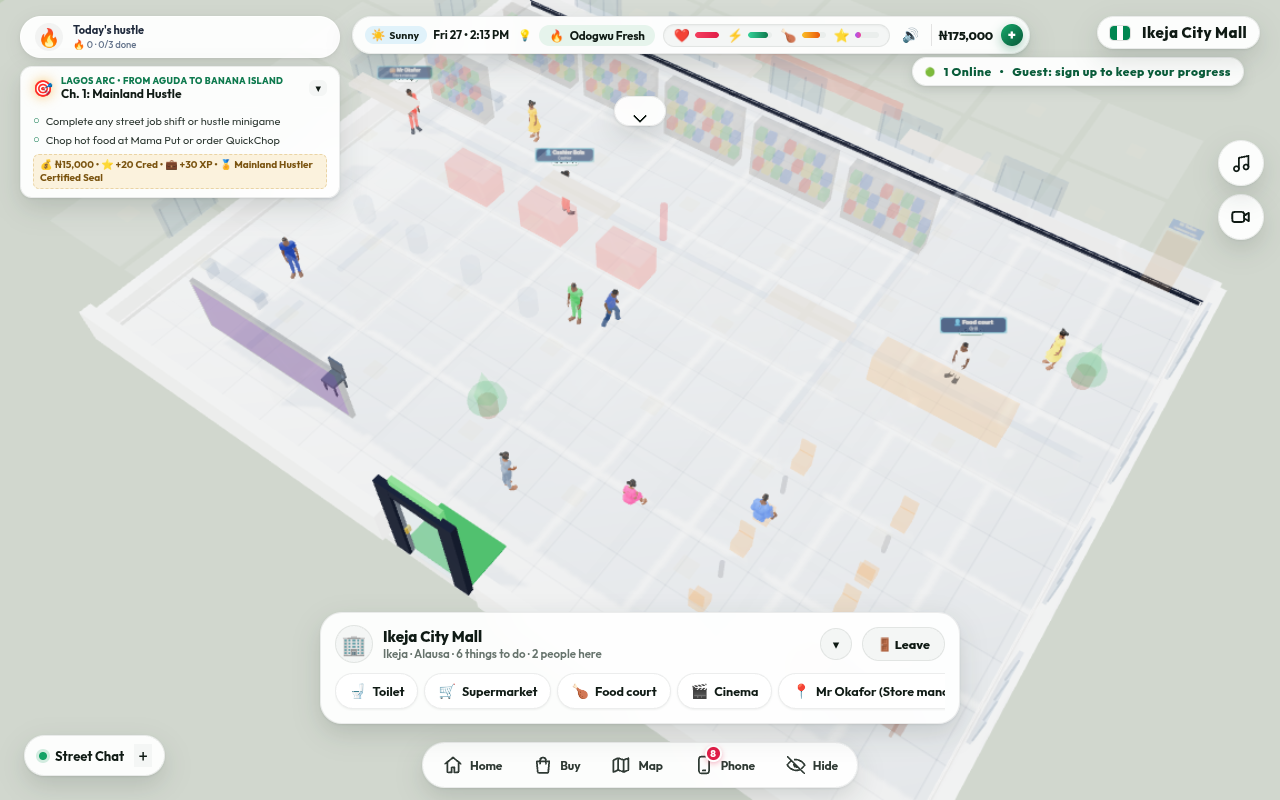 Today's hustle
🔥 0 · 0/3 done
LAGOS ARC • FROM AGUDA TO BANANA ISLAND
Ch. 1: Mainland Hustle
Complete any street job shift or hustle minigame
Chop hot food at Mama Put or order QuickChop
💰 ₦15,000 • ⭐ +20 Cred • 💼 +30 XP • 🏅 Mainland Hustler
Certified Seal
Sunny
Fri 27 • 2:13 PM
Odogwu Fresh
₦175,000
+
Ikeja City Mall
1 Online • Guest: sign up to keep your progress
Mr Okafor
Food court
Ikeja City Mall
Ikeja · Alausa · 6 things to do · 2 people here
Leave
Toilet
Supermarket
Food court
Cinema
Mr Okafor (Store mana
Street Chat +
Home
Buy
Map
8
Phone
Hide